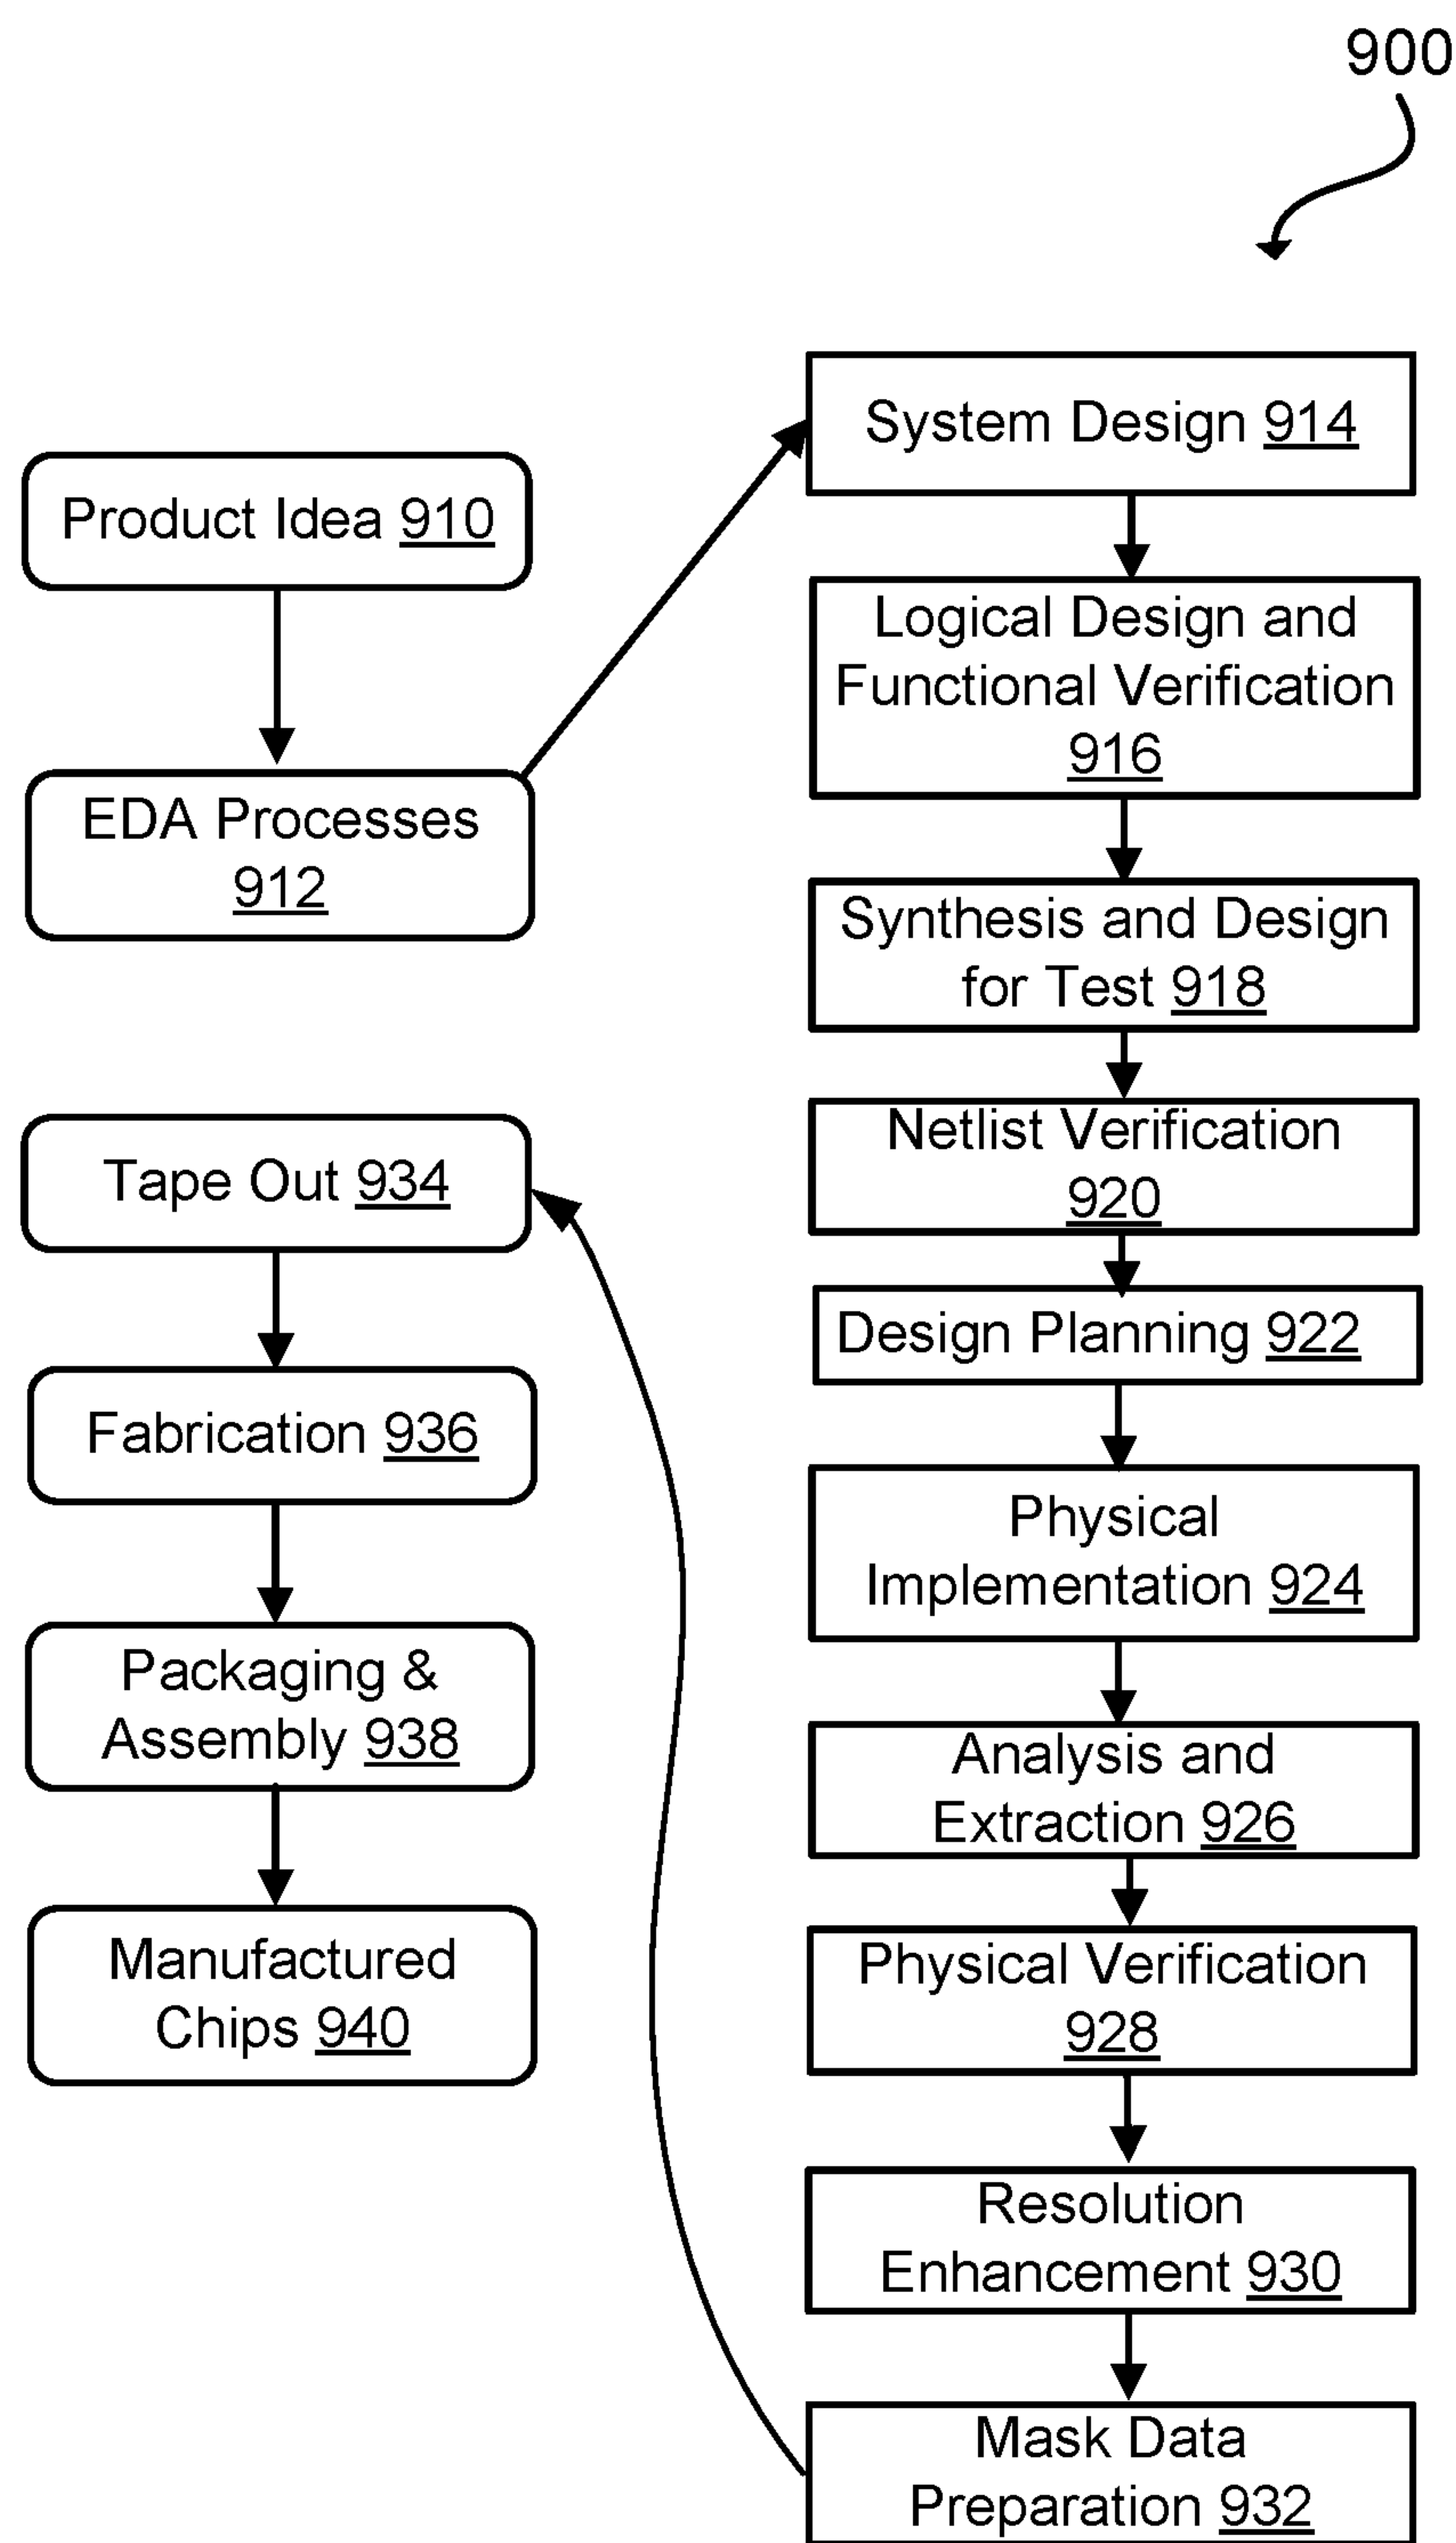 900
Product Idea 910
EDA Processes
912
System Design 914
Logical Design and
Functional Verification
916
Synthesis and Design
for Test 918
Netlist Verification
920
Design Planning 922
Physical
Implementation 924
Analysis and
Extraction 926
Physical Verification
928
Resolution
Enhancement 930
Mask Data
Preparation 932
Tape Out 934
Fabrication 936
Packaging &
Assembly 938
Manufactured
Chips 940